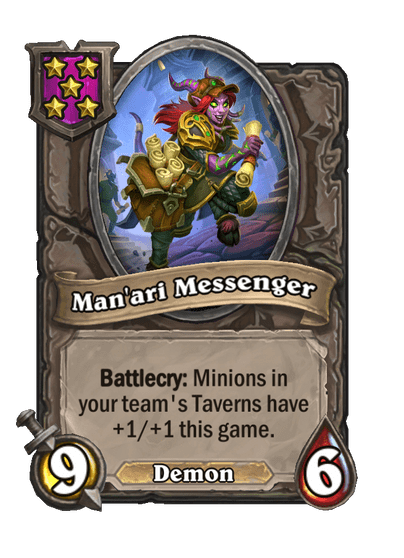 Man'ari Messenger
Battlecry: Minions in
your team's Taverns have
+1/+1 this game.
9
Demon
6